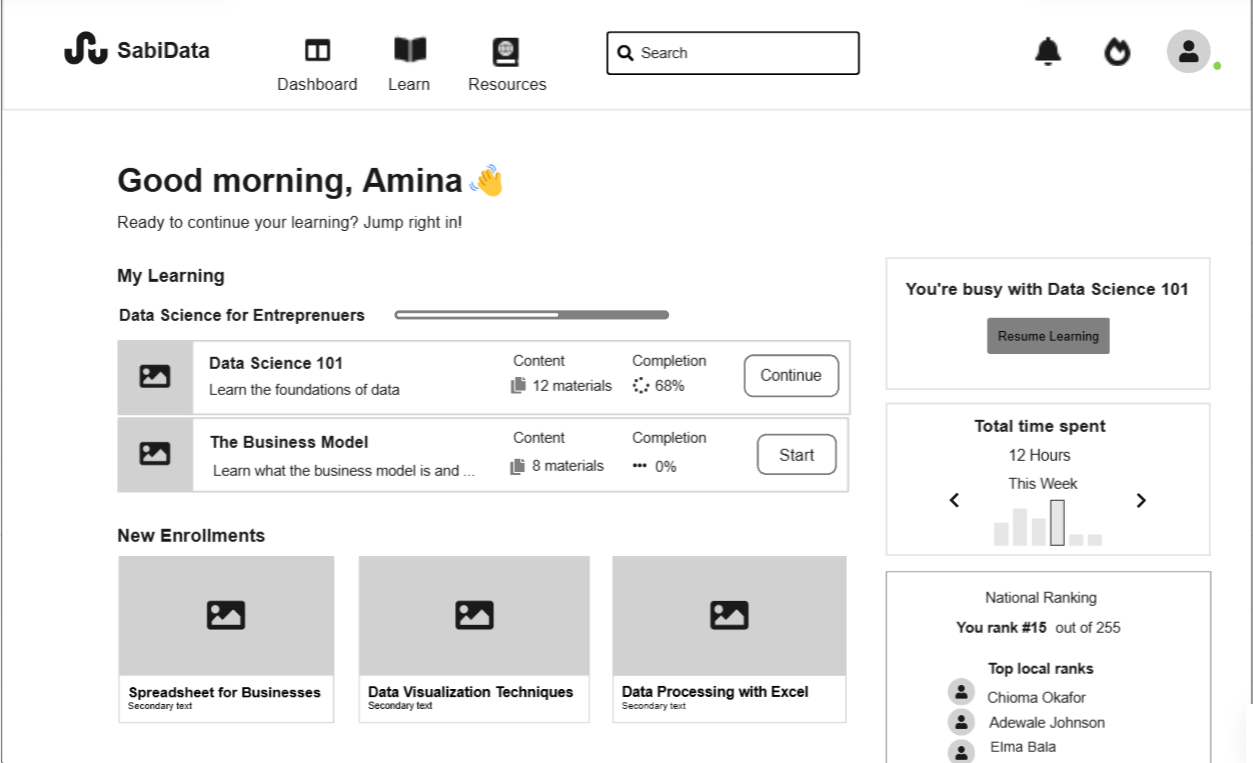 SabiData
Dashboard
Learn
Resources
Search
Good morning, Amina 👋
Ready to continue your learning? Jump right in!
My Learning
Data Science for Entreprenuers
Data Science 101
Learn the foundations of data
Content
12 materials
Completion
68%
Continue
The Business Model
Learn what the business model is and ...
Content
8 materials
Completion
0%
Start
New Enrollments
Spreadsheet for Businesses
Secondary text
Data Visualization Techniques
Secondary text
Data Processing with Excel
Secondary text
You're busy with Data Science 101
Resume Learning
Total time spent
12 Hours
This Week
National Ranking
You rank #15 out of 255
Top local ranks
Chioma Okafor
Adewale Johnson
Elma Bala